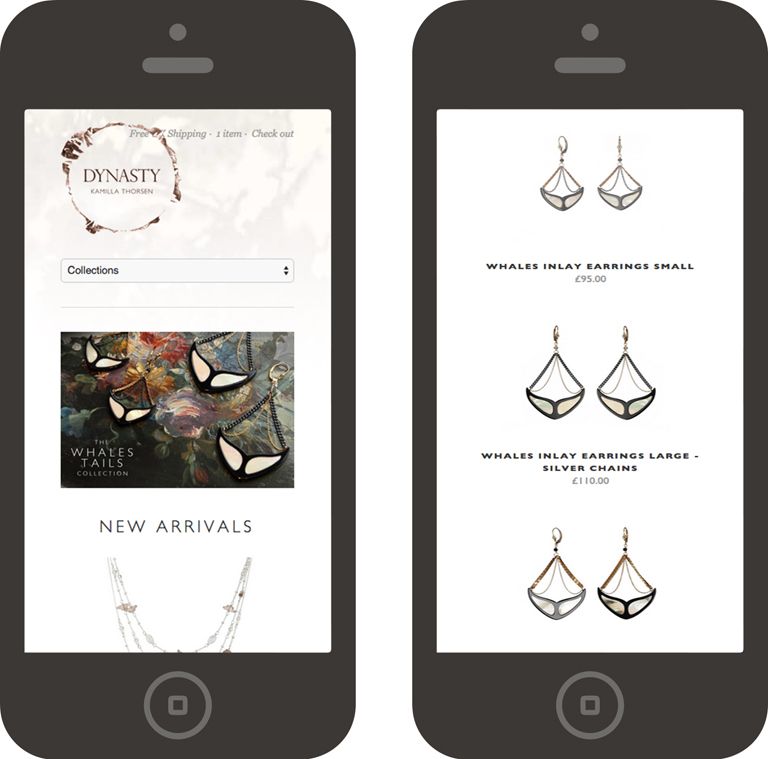 Free Shipping · 1 item · Check out
DYNASTY
KAMILLA THORSEN
Collections
THE
WHALES
TAILS
COLLECTION
NEW ARRIVALS
WHALES INLAY EARRINGS SMALL
£95.00
WHALES INLAY EARRINGS LARGE -
SILVER CHAINS
£110.00